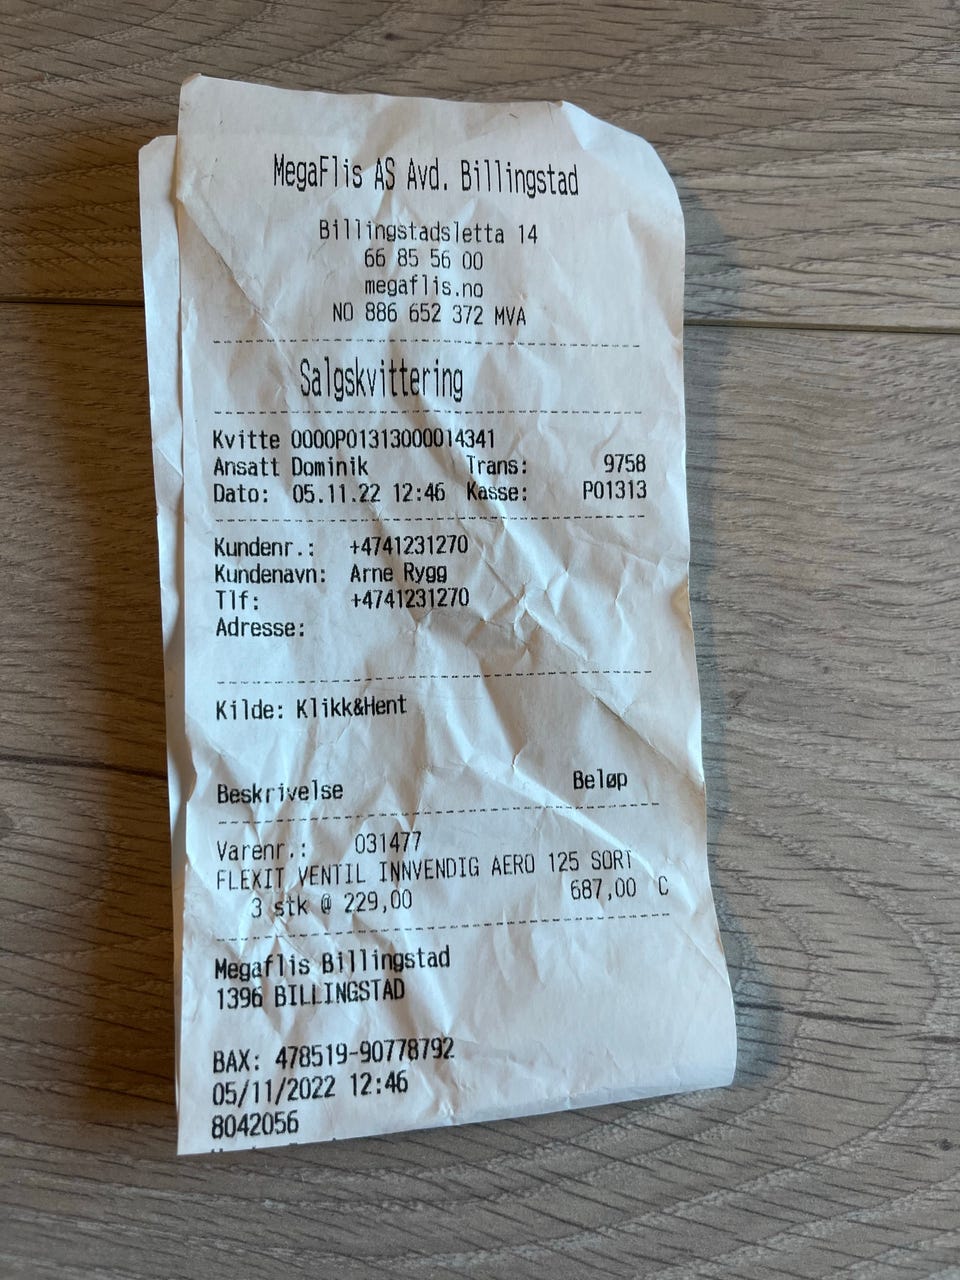 MegaFlis AS Avd. Billingstad
Billingstadsletta 14
66 85 56 00
megaflis.no
NO 886 652 372 MVA
Salgskvittering
Kvitte 0000P01313000014341
Ansatt Dominik Trans: 9758
Dato: 05.11.22 12:46 Kasse: P01313
Kundenr.: +4741231270
Kundenavn: Arne Rygg
Tlf: +4741231270
Adresse:
Kilde: Klikk&Hent
Beskrivelse Beløp
Varenr.: 031477
FLEXIT VENTIL INNVENDIG AERO 125 SORT
3 stk @ 229,00 687,00 C
Megaflis Billingstad
1396 BILLINGSTAD
BAX: 478519-90778792
05/11/2022 12:46
8042056